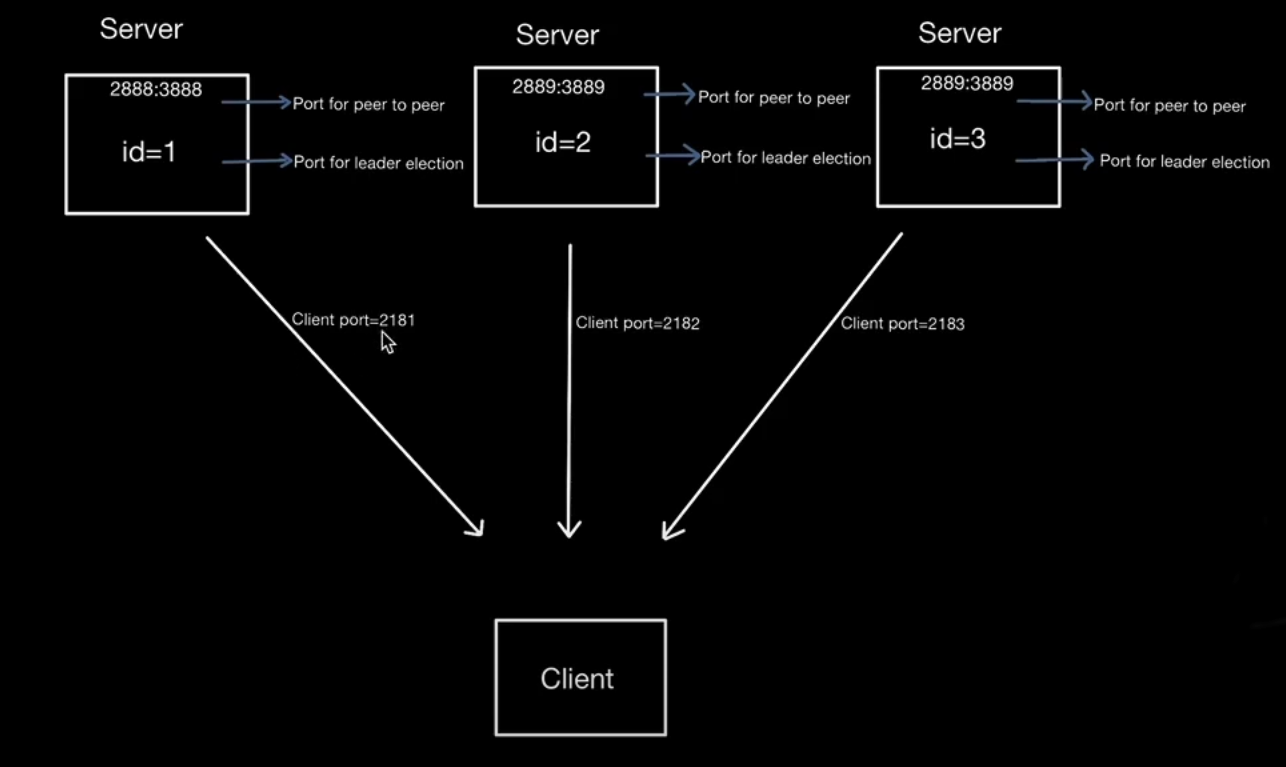 Server
2888:3888
Port for peer to peer
id=1
Port for leader election
Server
2889:3889
Port for peer to peer
id=2
Port for leader election
Server
2889:3889
Port for peer to peer
id=3
Port for leader election
Client port=2181
Client port=2182
Client port=2183
Client